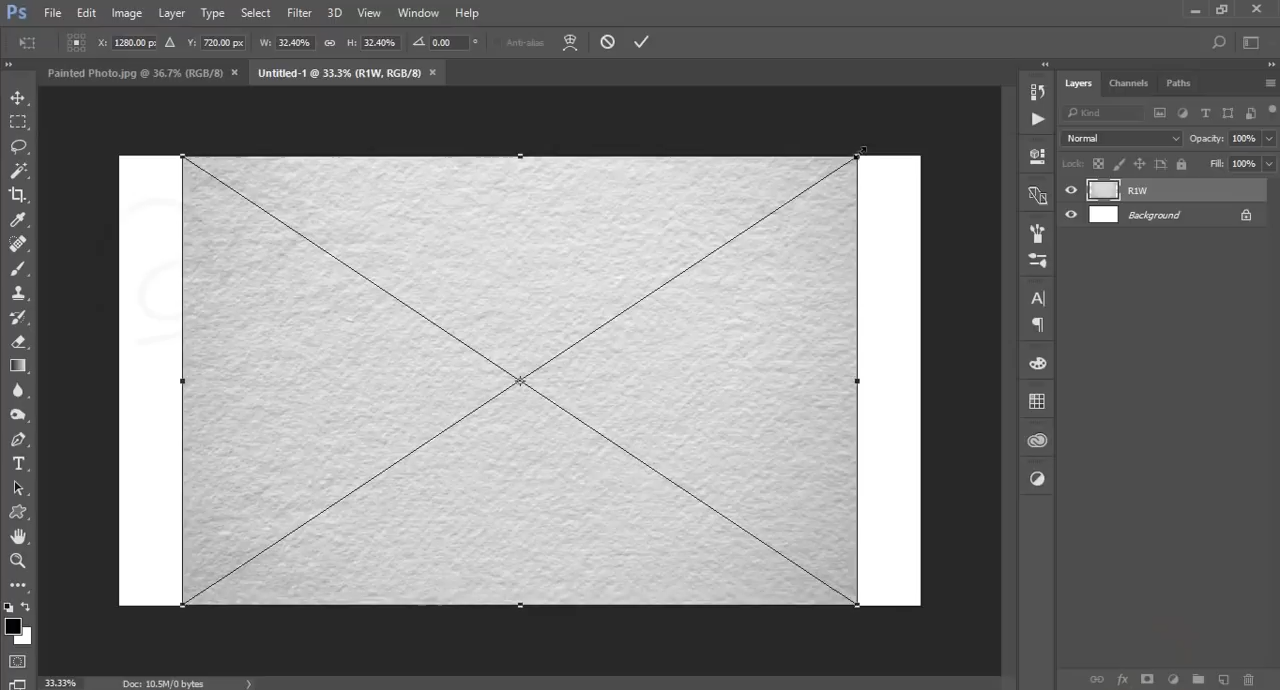 Ps File Edit Image Layer Type Select Filter 3D View Window Help
X: 1280.00 px Y: 720.00 px W: 32.40% H: 32.40% 0.00 ° Anti-alias
Painted Photo.jpg @ 36.7% (RGB/8) × Untitled-1 @ 33.3% (R1W, RGB/8) ×
Layers Channels Paths
Kind
Normal Opacity: 100%
Lock: Fill: 100%
R1W
Background
33.33% Doc: 10.5M/0 bytes